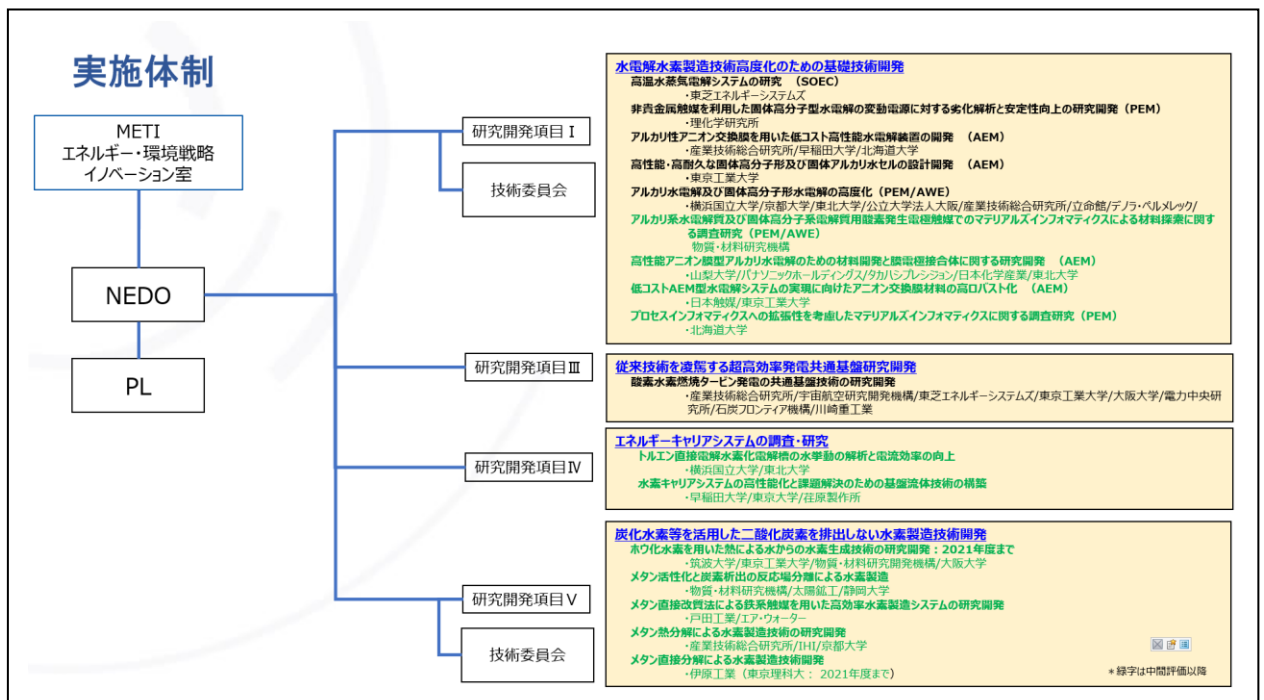 実施体制
METI
エネルギー・環境戦略
イノベーション室
NEDO
PL
研究開発項目Ⅰ
技術委員会
研究開発項目Ⅲ
研究開発項目Ⅳ
研究開発項目Ⅴ
技術委員会
水電解水素製造技術高度化のための基礎技術開発
高温水蒸気電解システムの研究 （SOEC）
・東芝エネルギーシステムズ
非貴金属触媒を利用した固体高分子型水電解の変動電源に対する劣化解析と安定性向上の研究開発（PEM）
・理化学研究所
アルカリ性アニオン交換膜を用いた低コスト高性能水電解装置の開発 （AEM）
・産業技術総合研究所/早稲田大学/北海道大学
高性能・高耐久な固体高分子形及び固体アルカリ水セルの設計開発 （AEM）
・東京工業大学
アルカリ水電解及び固体高分子形水電解の高度化（PEM/AWE）
・横浜国立大学/京都大学/東北大学/公立大学法人大阪/産業技術総合研究所/立命館/デノラ・ペルメレック/
アルカリ系水電解質及び固体高分子系電解質用酸素発生電極触媒でのマテリアルズインフォマティクスによる材料探索に関す
る調査研究（PEM/AWE）
物質・材料研究機構
高性能アニオン膜型アルカリ水電解のための材料開発と膜電極接合体に関する研究開発 （AEM）
・山梨大学/パナソニックホールディングス/タカハシプレシジョン/日本化学産業/東北大学
低コストAEM型水電解システムの実現に向けたアニオン交換膜材料の高ロバスト化 （AEM）
・日本触媒/東京工業大学
プロセスインフォマティクスへの拡張性を考慮したマテリアルズインフォマティクスに関する調査研究（PEM）
・北海道大学
従来技術を凌駕する超高効率発電共通基盤研究開発
酸素水素燃焼タービン発電の共通基盤技術の研究開発
・産業技術総合研究所/宇宙航空研究開発機構/東芝エネルギーシステムズ/東京工業大学/大阪大学/電力中央研
究所/石炭フロンティア機構/川崎重工業
エネルギーキャリアシステムの調査・研究
トルエン直接電解水素化電解槽の水挙動の解析と電流効率の向上
・横浜国立大学/東北大学
水素キャリアシステムの高性能化と課題解決のための基盤流体技術の構築
・早稲田大学/東京大学/荏原製作所
炭化水素等を活用した二酸化炭素を排出しない水素製造技術開発
ホウ化水素を用いた熱による水からの水素生成技術の研究開発：2021年度まで
・筑波大学/東京工業大学/物質・材料研究開発機構/大阪大学
メタン活性化と炭素析出の反応場分離による水素製造
・物質・材料研究機構/太陽鉱工/静岡大学
メタン直接改質法による鉄系触媒を用いた高効率水素製造システムの研究開発
・戸田工業/エア・ウォーター
メタン熱分解による水素製造技術の研究開発
・産業技術総合研究所/IHI/京都大学
メタン直接分解による水素製造技術開発
・伊原工業（東京理科大： 2021年度まで）
＊緑字は中間評価以降